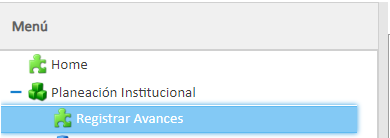 Menú
Home
Planeación Institucional
Registrar Avances